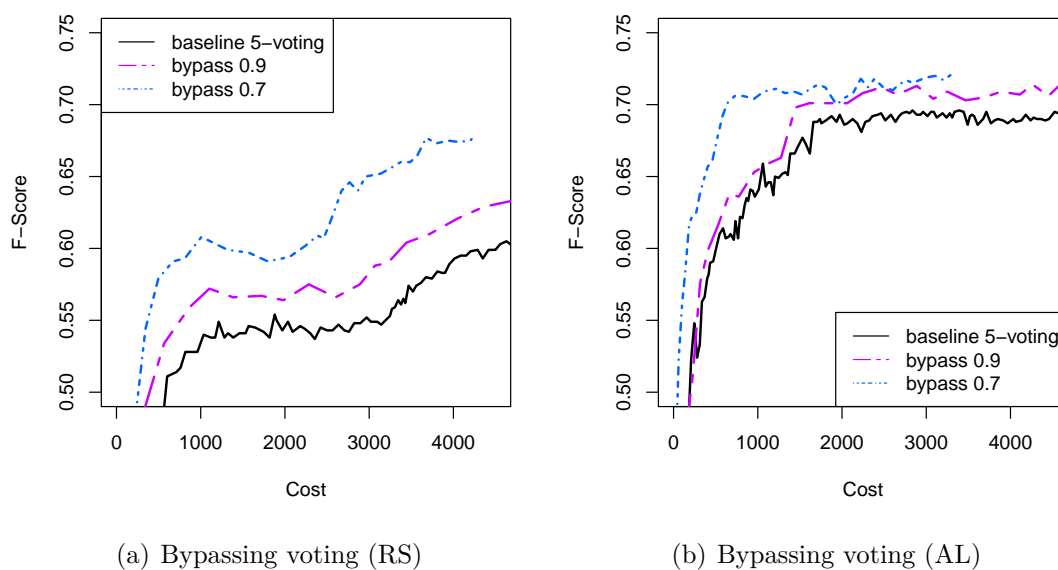 baseline 5−voting
bypass 0.9
bypass 0.7
F−Score
0.50 0.55 0.60 0.65 0.70 0.75
0 1000 2000 3000 4000
Cost
(a) Bypassing voting (RS)
baseline 5−voting
bypass 0.9
bypass 0.7
F−Score
0.50 0.55 0.60 0.65 0.70 0.75
0 1000 2000 3000 4000
Cost
(b) Bypassing voting (AL)